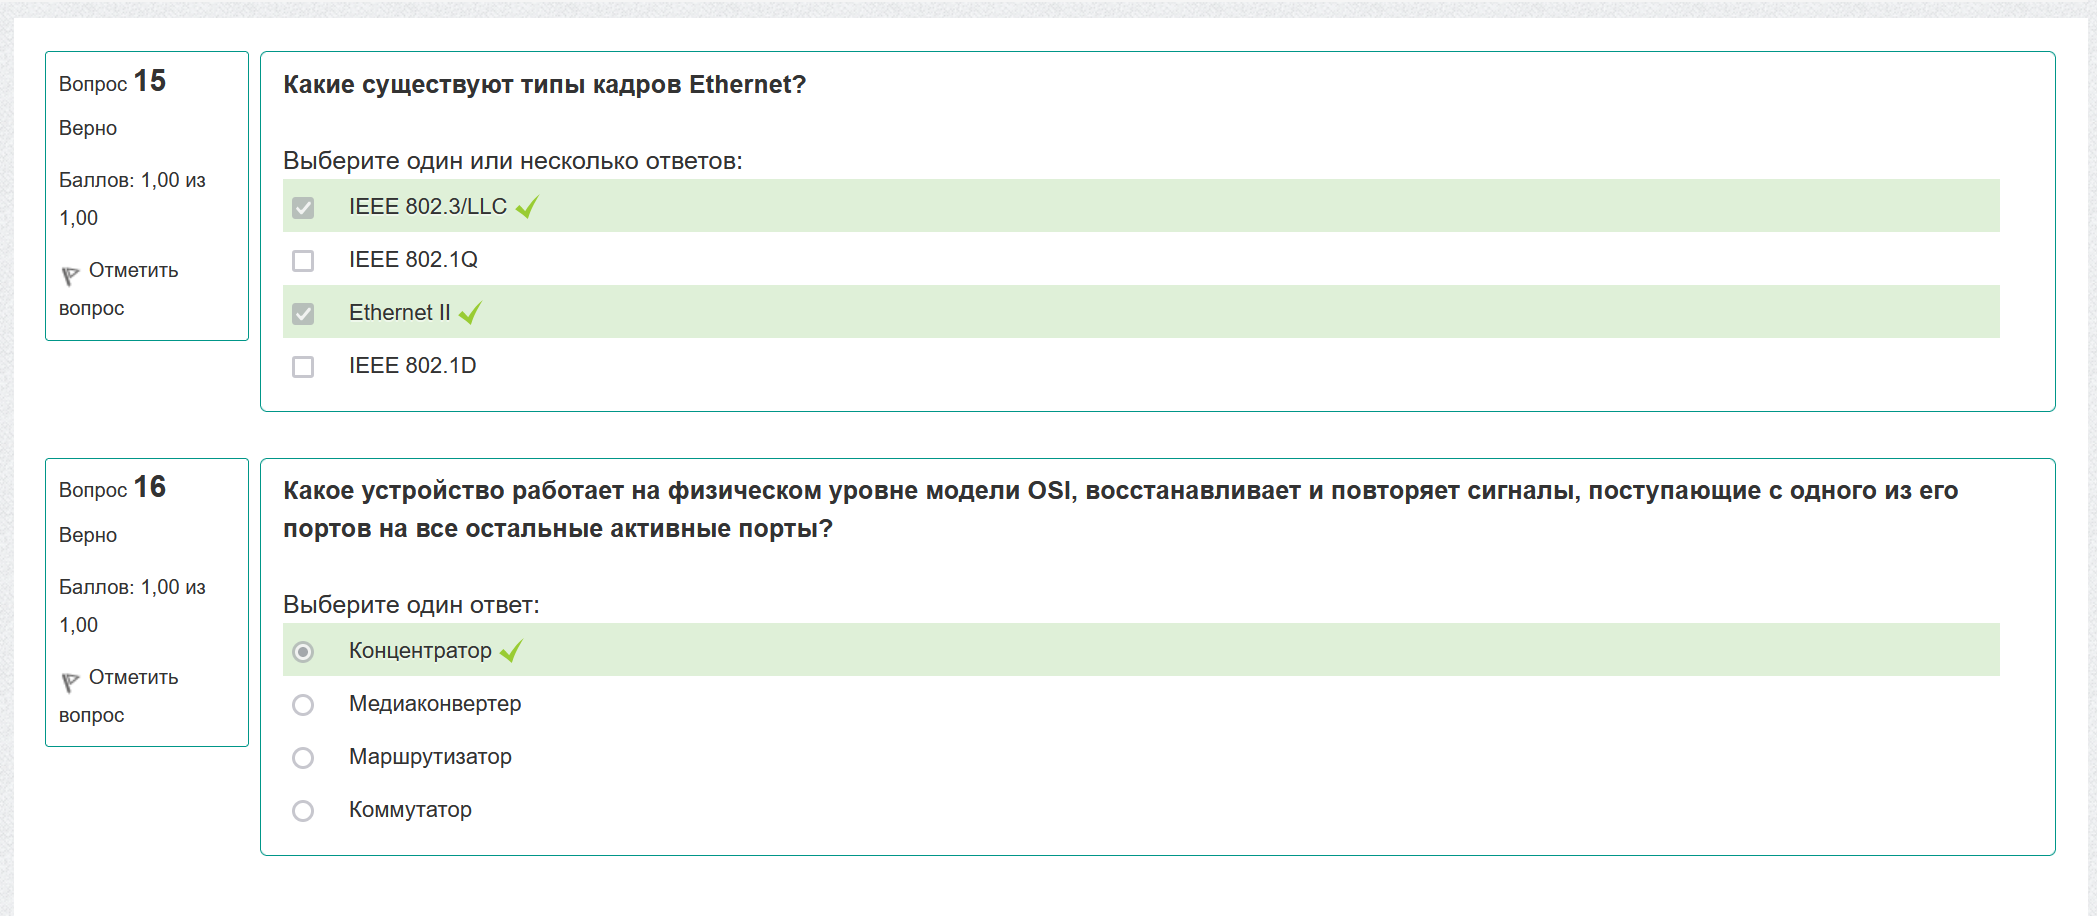 Вопрос 15
Верно
Баллов: 1,00 из
1,00
Отметить
вопрос
Какие существуют типы кадров Ethernet?
Выберите один или несколько ответов:
IEEE 802.3/LLC
IEEE 802.1Q
Ethernet II
IEEE 802.1D
Вопрос 16
Верно
Баллов: 1,00 из
1,00
Отметить
вопрос
Какое устройство работает на физическом уровне модели OSI, восстанавливает и повторяет сигналы, поступающие с одного из его
портов на все остальные активные порты?
Выберите один ответ:
Концентратор
Медиаконвертер
Маршрутизатор
Коммутатор